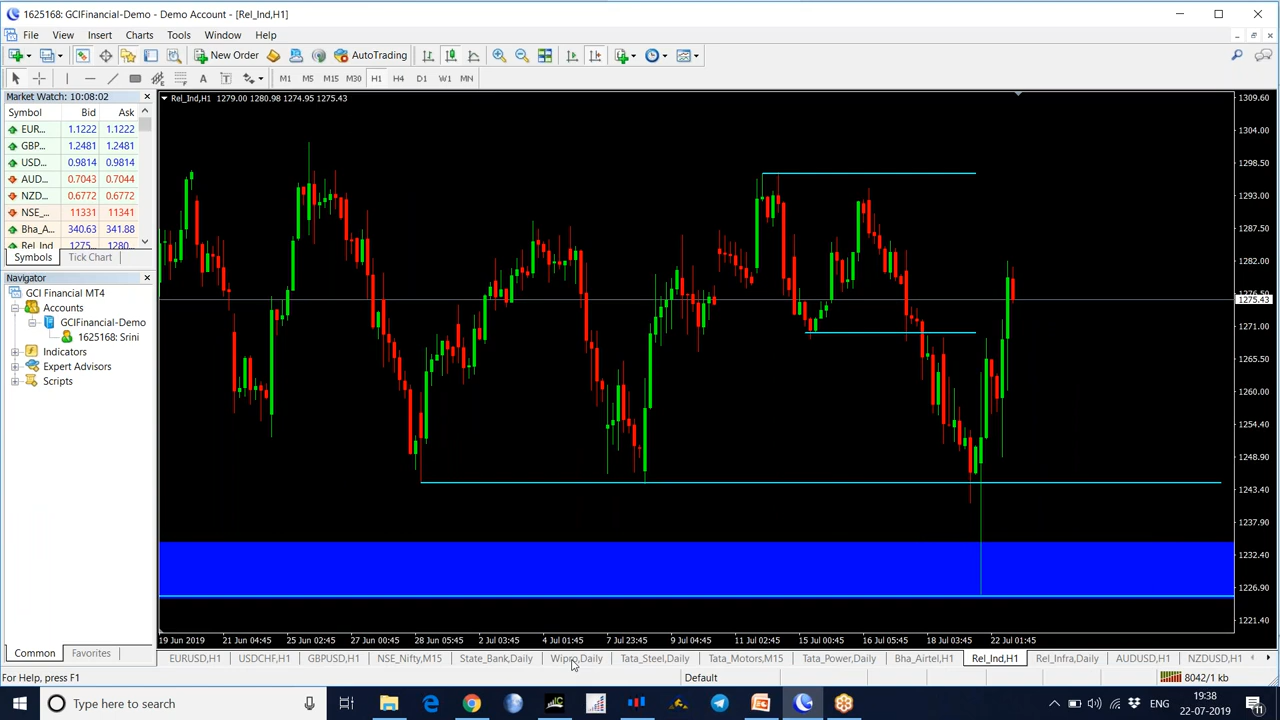 1625168: GCIFinancial-Demo - Demo Account - [Rel_Ind,H1]
File View Insert Charts Tools Window Help
New Order AutoTrading
M1 M5 M15 M30 H1 H4 D1 W1 MN
Market Watch: 10:08:02
Symbol Bid Ask
EUR... 1.1222 1.1222
GBP... 1.2481 1.2481
USD... 0.9814 0.9814
AUD... 0.7043 0.7044
NZD... 0.6772 0.6772
NSE_... 11331 11341
Bha_A... 340.63 341.88
Rel_Ind 1275... 1280...
Symbols Tick Chart
Navigator
GCI Financial MT4
Accounts
GCIFinancial-Demo
1625168: Srini
Indicators
Expert Advisors
Scripts
Common Favorites
Rel_Ind,H1 1279.00 1280.98 1274.95 1275.43
1309.60
1304.00
1298.50
1293.00
1287.50
1282.00
1275.43
1271.00
1265.50
1260.00
1254.40
1248.90
1243.40
1237.90
1232.40
1226.90
1221.40
19 Jun 2019 21 Jun 04:45 25 Jun 02:45 27 Jun 00:45 28 Jun 05:45 2 Jul 03:45 4 Jul 01:45 7 Jul 23:45 9 Jul 04:45 11 Jul 02:45 15 Jul 00:45 16 Jul 05:45 18 Jul 03:45 22 Jul 01:45
EURUSD,H1 USDCHF,H1 GBPUSD,H1 NSE_Nifty,M15 State_Bank,Daily Wipro,Daily Tata_Steel,Daily Tata_Motors,M15 Tata_Power,Daily Bha_Airtel,H1 Rel_Ind,H1 Rel_Infra,Daily AUDUSD,H1 NZDUSD,H1
For Help, press F1 Default 8042/1 kb
Type here to search
ENG
19:38
22-07-2019